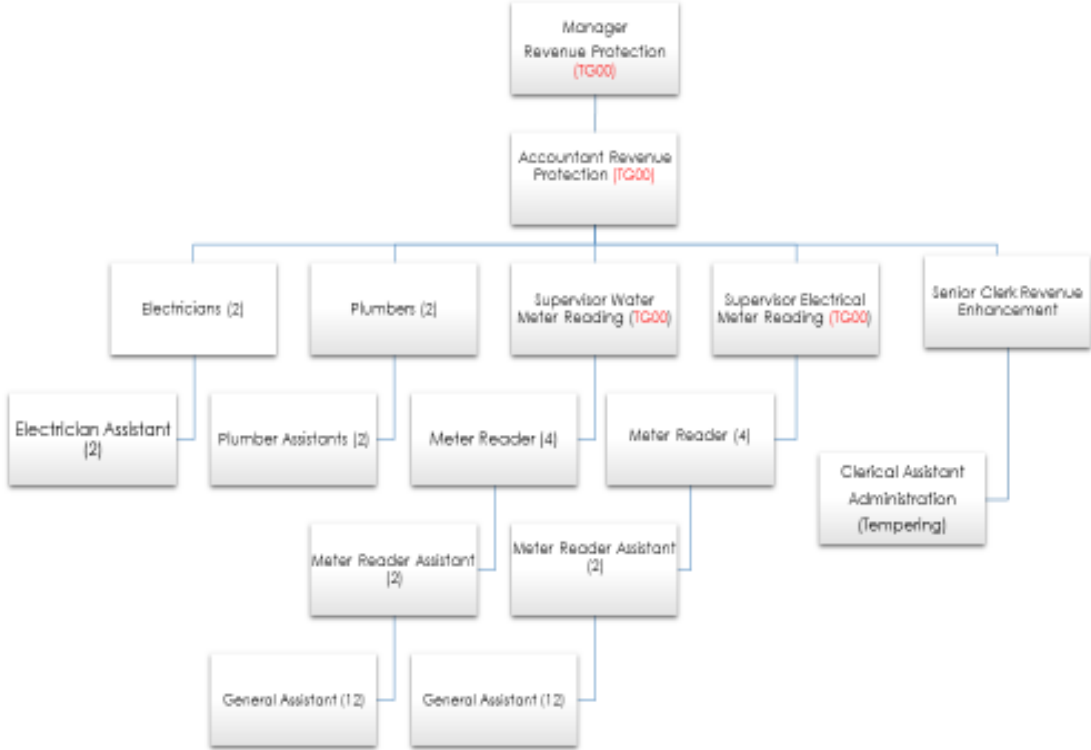 Manager
Revenue Protection
(TG00)
Accountant Revenue
Protection (TG00)
Electricians (2)
Plumbers (2)
Supervisor Water
Meter Reading (TG00)
Supervisor Electrical
Meter Reading (TG00)
Senior Clerk Revenue
Enhancement
Electrician Assistant
(2)
Plumber Assistants (2)
Meter Reader (4)
Meter Reader (4)
Clerical Assistant
Administration
(Tempering)
Meter Reader Assistant
(2)
Meter Reader Assistant
(2)
General Assistant (12)
General Assistant (12)